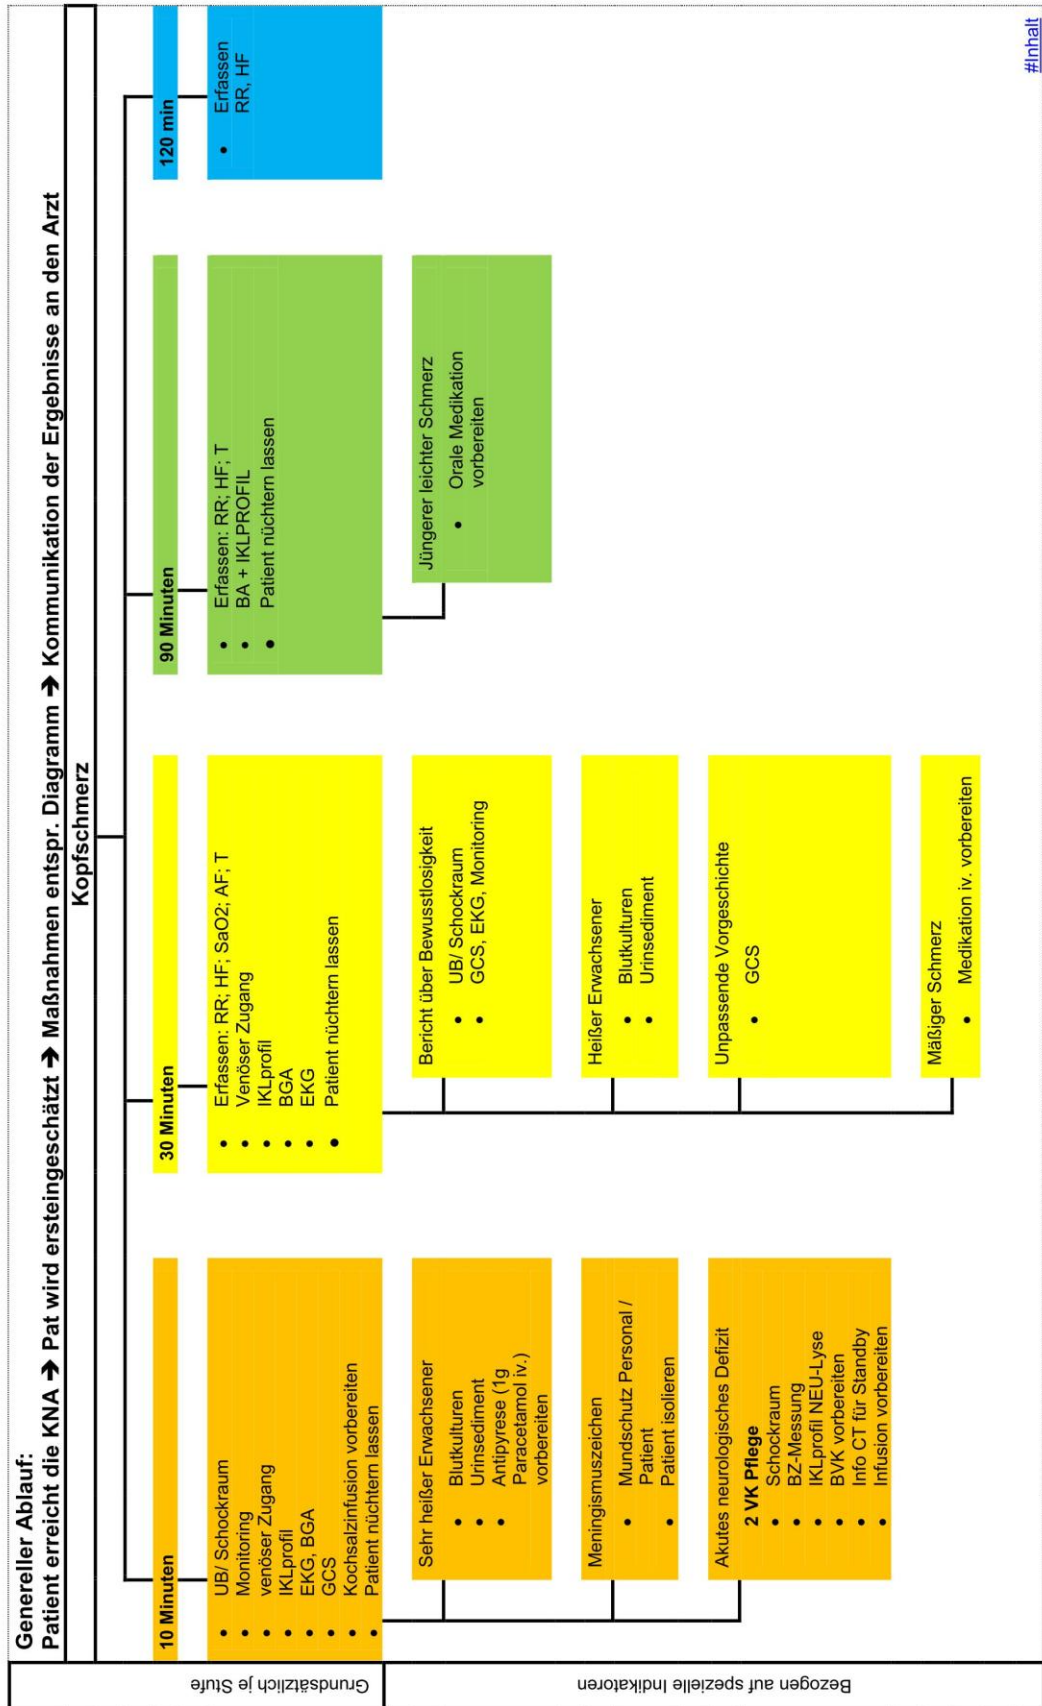 Genereller Ablauf:
Patient erreicht die KNA ➔ Pat wird ersteingeschätzt ➔ Maßnahmen entspr. Diagramm ➔ Kommunikation der Ergebnisse an den Arzt
Kopfschmerz
Grundsätzlich je Stufe
10 Minuten
• UB/ Schockraum
• Monitoring
• venöser Zugang
• IKLprofil
• EKG, BGA
• GCS
• Kochsalzinfusion vorbereiten
• Patient nüchtern lassen
30 Minuten
• Erfassen: RR; HF; SaO2; AF; T
• Venöser Zugang
• IKLprofil
• BGA
• EKG
• Patient nüchtern lassen
90 Minuten
• Erfassen: RR; HF; T
• BA + IKLPROFIL
• Patient nüchtern lassen
120 min
• Erfassen
RR, HF
Bezogen auf spezielle Indikatoren
Sehr heißer Erwachsener
• Blutkulturen
• Urinsediment
• Antipyrese (1g
Paracetamol iv.)
vorbereiten
Meningismuszeichen
• Mundschutz Personal /
Patient
• Patient isolieren
Akutes neurologisches Defizit
2 VK Pflege
• Schockraum
• BZ-Messung
• IKLprofil NEU-Lyse
• BVK vorbereiten
• Info CT für Standby
• Infusion vorbereiten
Bericht über Bewusstlosigkeit
• UB/ Schockraum
• GCS, EKG, Monitoring
Heißer Erwachsener
• Blutkulturen
• Urinsediment
Unpassende Vorgeschichte
• GCS
Mäßiger Schmerz
• Medikation iv. vorbereiten
Jüngerer leichter Schmerz
• Orale Medikation
vorbereiten
#Inhalt